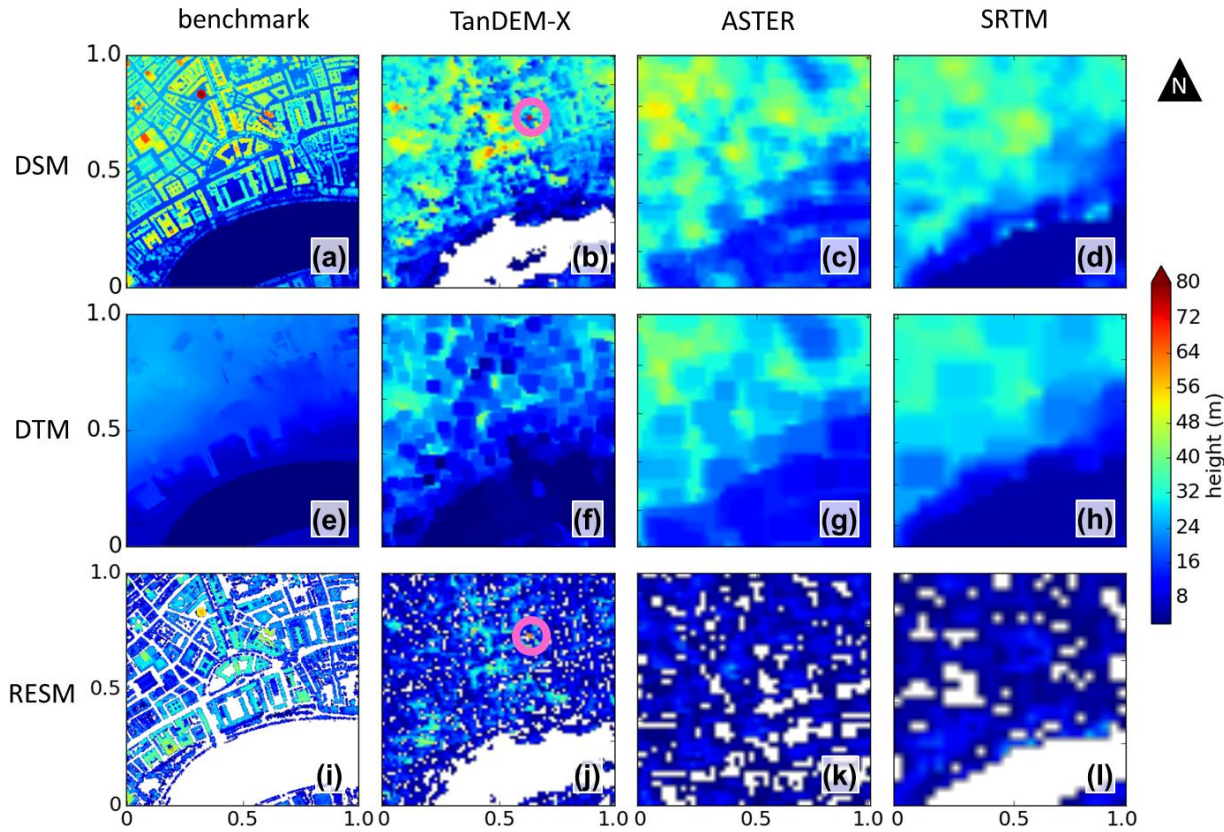 benchmark TanDEM-X ASTER SRTM
N
1.0
DSM 0.5
0
(a) (b) (c) (d)
1.0
DTM 0.5
0
(e) (f) (g) (h)
1.0
RESM 0.5
0
(i) (j) (k) (l)
0 0.5 1.0 0 0.5 1.0 0 0.5 1.0 0 0.5 1.0
80
72
64
56
48
40
32
24
16
8
height (m)